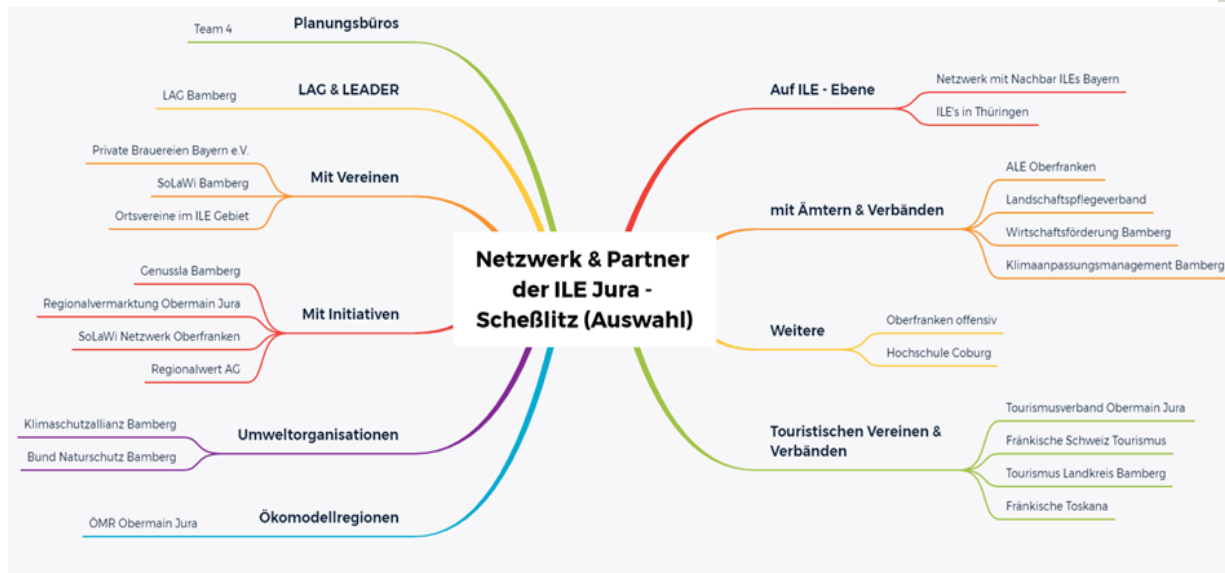 Netzwerk & Partner
der ILE Jura -
Scheßlitz (Auswahl)
Planungsbüros
Team 4
LAG & LEADER
LAG Bamberg
Mit Vereinen
Private Brauereien Bayern e.V.
SoLaWi Bamberg
Ortsvereine im ILE Gebiet
Mit Initiativen
Genussla Bamberg
Regionalvermarktung Obermain Jura
SoLaWi Netzwerk Oberfranken
Regionalwert AG
Umweltorganisationen
Klimaschutzallianz Bamberg
Bund Naturschutz Bamberg
Ökomodellregionen
ÖMR Obermain Jura
Auf ILE - Ebene
Netzwerk mit Nachbar ILEs Bayern
ILE's in Thüringen
mit Ämtern & Verbänden
ALE Oberfranken
Landschaftspflegeverband
Wirtschaftsförderung Bamberg
Klimaanpassungsmanagement Bamberg
Weitere
Oberfranken offensiv
Hochschule Coburg
Touristischen Vereinen &
Verbänden
Tourismusverband Obermain Jura
Fränkische Schweiz Tourismus
Tourismus Landkreis Bamberg
Fränkische Toskana